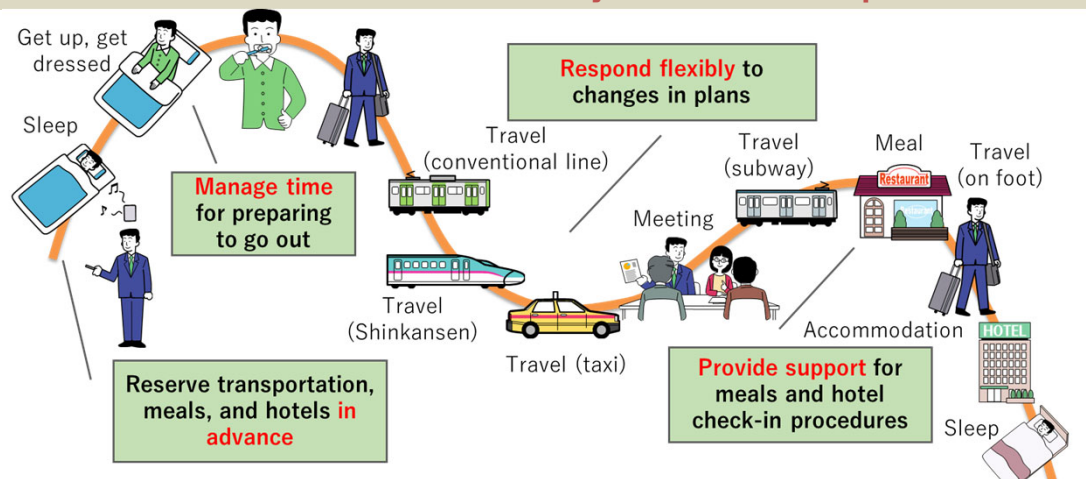 Get up, get
dressed
Sleep
Manage time
for preparing
to go out
Reserve transportation,
meals, and hotels in
advance
Travel
(conventional line)
Travel
(Shinkansen)
Travel (taxi)
Respond flexibly to
changes in plans
Meeting
Travel
(subway)
Meal
Restaurant
Restaurant
Travel
(on foot)
Provide support for
meals and hotel
check-in procedures
Accommodation
HOTEL
Sleep